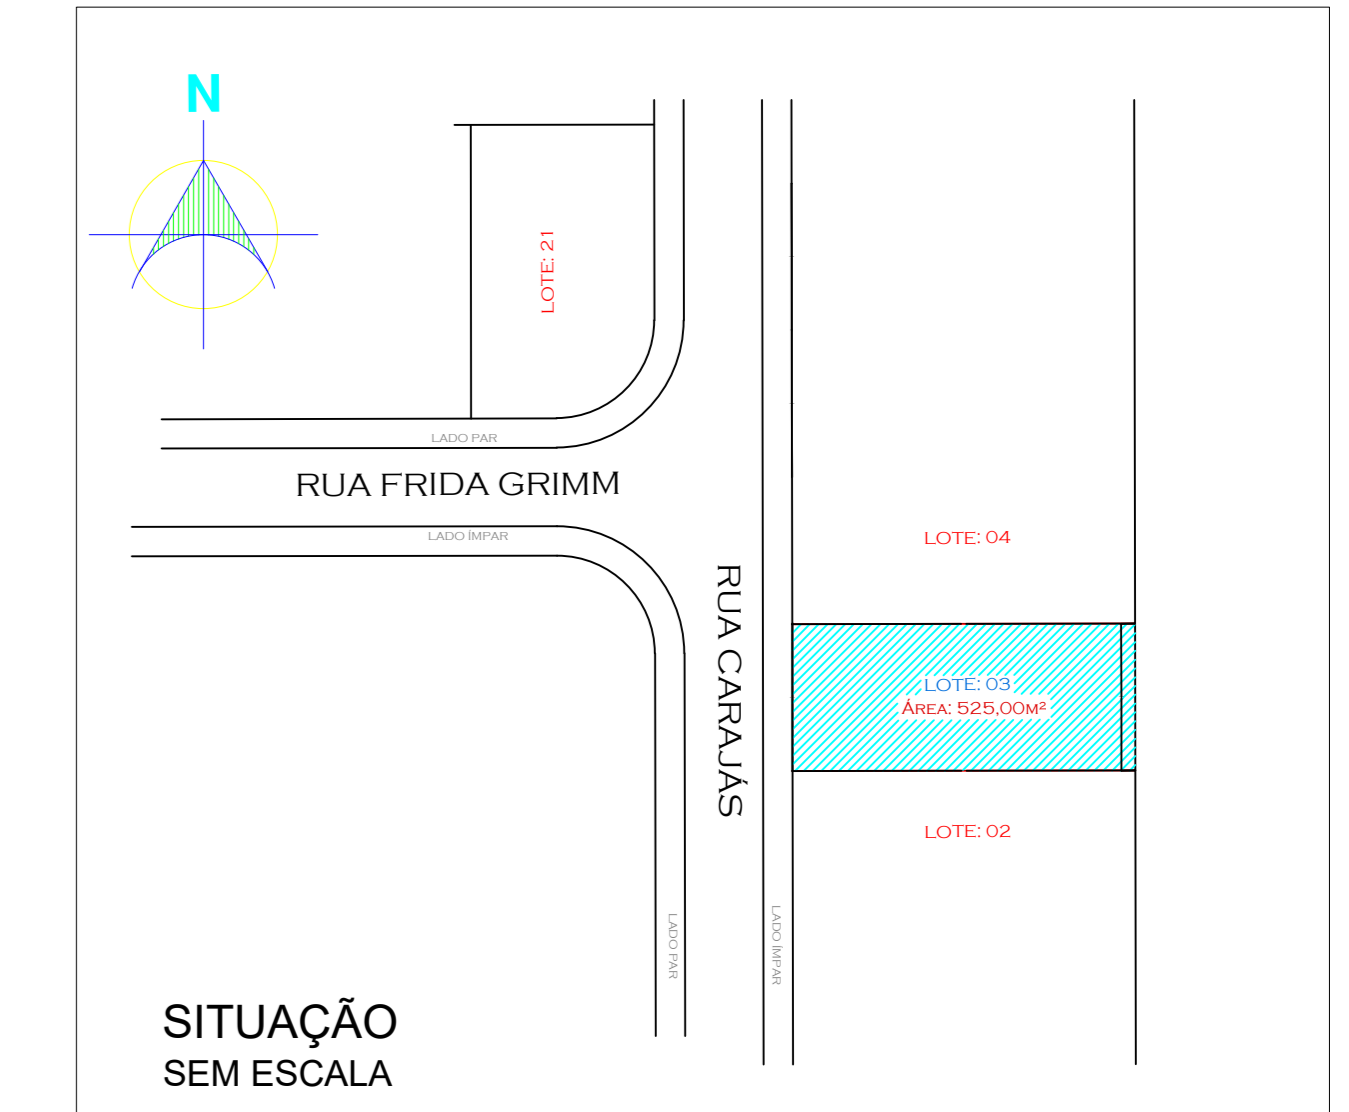 N
LOTE: 21
LADO PAR
RUA FRIDA GRIMM
LADO ÍMPAR
LOTE: 04
RUA CARAJÁS
LOTE: 03
ÁREA: 525,00M²
LOTE: 02
LADO PAR
LADO ÍMPAR
SITUAÇÃO
SEM ESCALA